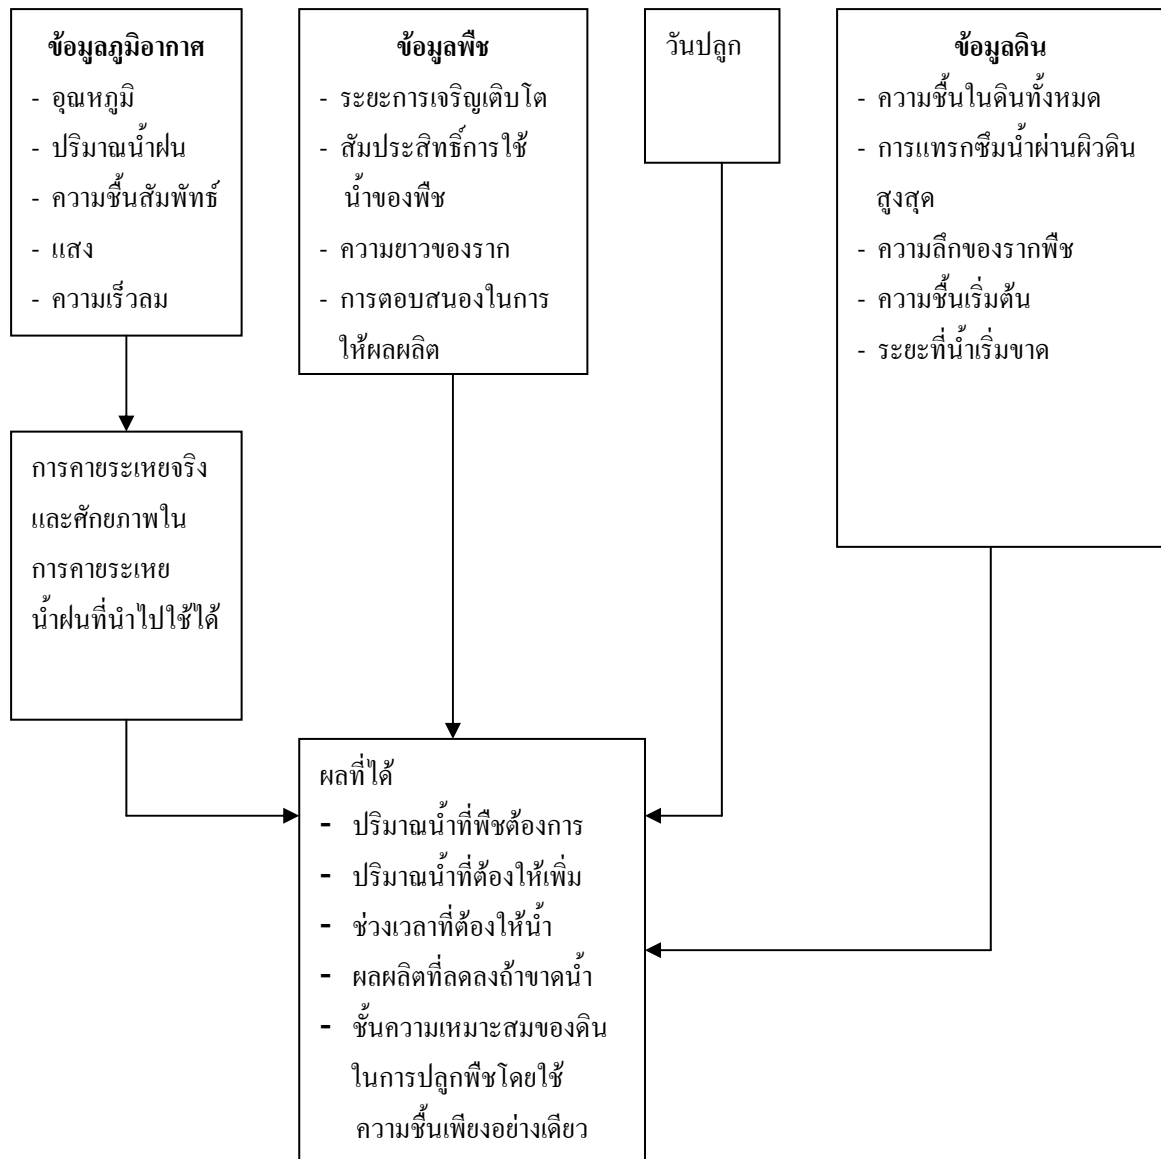 ข้อมูลภูมิอากาศ
- อุณหภูมิ
- ปริมาณน้ำฝน
- ความชื้นสัมพัทธ์
- แสง
- ความเร็วลม
ข้อมูลพืช
- ระยะการเจริญเติบโต
- สัมประสิทธิ์การใช้
น้ำของพืช
- ความยาวของราก
- การตอบสนองในการ
ให้ผลผลิต
วันปลูก
ข้อมูลดิน
- ความชื้นในดินทั้งหมด
- การแทรกซึมน้ำผ่านผิวดิน
สูงสุด
- ความลึกของรากพืช
- ความชื้นเริ่มต้น
- ระยะที่น้ำเริ่มขาด
การคายระเหยจริง
และศักยภาพใน
การคายระเหย
น้ำฝนที่นำไปใช้ได้
ผลที่ได้
- ปริมาณน้ำที่พืชต้องการ
- ปริมาณน้ำที่ต้องให้เพิ่ม
- ช่วงเวลาที่ต้องให้น้ำ
- ผลผลิตที่ลดลงถ้าขาดน้ำ
- ชั้นความเหมาะสมของดิน
ในการปลูกพืชโดยใช้
ความชื้นเพียงอย่างเดียว